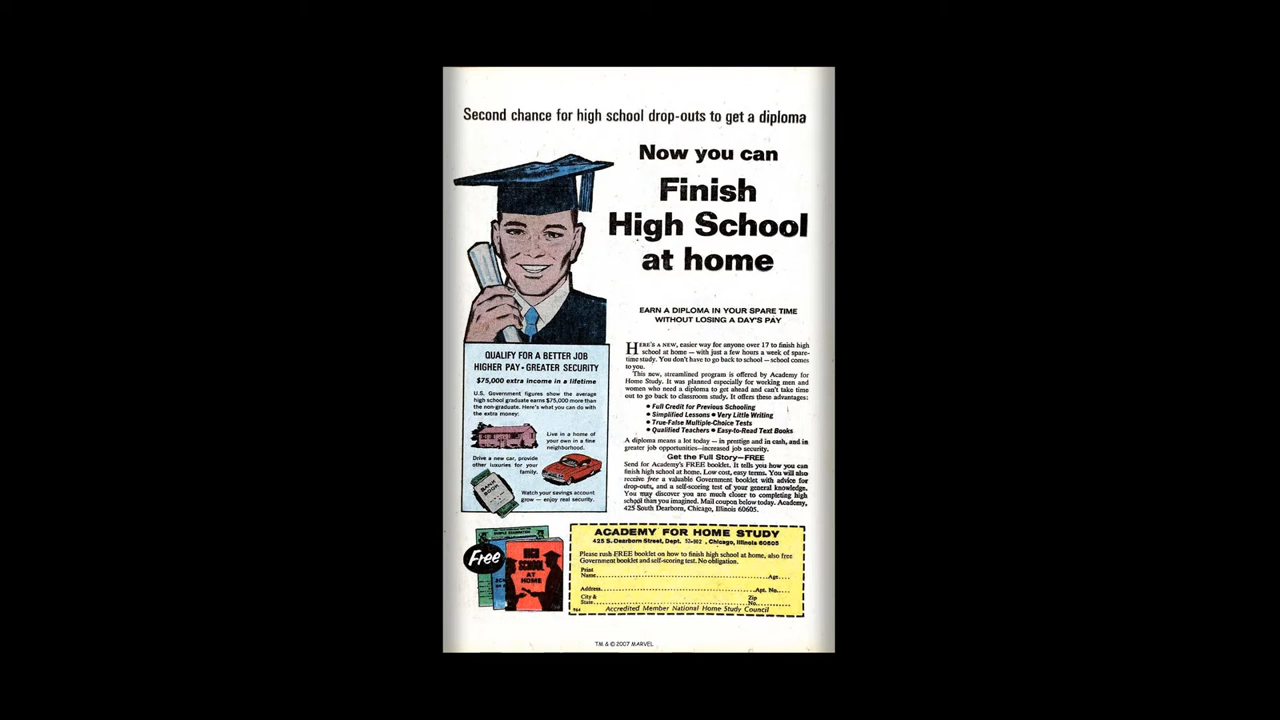 Second chance for high school drop-outs to get a diploma
Now you can
Finish
High School
at home
EARN A DIPLOMA IN YOUR SPARE TIME
WITHOUT LOSING A DAY'S PAY
QUALIFY FOR A BETTER JOB
HIGHER PAY • GREATER SECURITY
$75,000 extra income in a lifetime
U.S. Government figures show the average
high school graduate earns $75,000 more than
the non-graduate. Here's what you can do with
the extra money:
Live in a home of
your own in a fine
neighborhood.
Drive a new car, provide
other luxuries for your
family.
BANK
BOOK
Watch your savings account
grow — enjoy real security.
HERE'S A NEW, easier way for anyone over 17 to finish high
school at home — with just a few hours a week of spare-
time study. You don't have to go back to school — school comes
to you.
This new, streamlined program is offered by Academy for
Home Study. It was planned especially for working men and
women who need a diploma to get ahead and can't take time
out to go back to classroom study. It offers these advantages:
• Full Credit for Previous Schooling
• Simplified Lessons • Very Little Writing
• True-False Multiple-Choice Tests
• Qualified Teachers • Easy-to-Read Text Books
A diploma means a lot today — in prestige and in cash, and in
greater job opportunities—increased job security.
Get the Full Story—FREE
Send for Academy's FREE booklet. It tells you how you can
finish high school at home. Low cost, easy terms. You will also
receive free a valuable Government booklet with advice for
drop-outs, and a self-scoring test of your general knowledge.
You may discover you are much closer to completing high
school than you imagined. Mail coupon below today. Academy,
425 South Dearborn, Chicago, Illinois 60605.
Free
HIGH
SCHOOL
AT
HOME
ACADEMY FOR HOME STUDY
425 S. Dearborn Street, Dept. , Chicago, Illinois 60605
Please rush FREE booklet on how to finish high school at home, also free
Government booklet and self-scoring test. No obligation.
Print
Name Age
Address Apt. No.
City & Zip
State No.
Accredited Member National Home Study Council
TM & © 2007 MARVEL